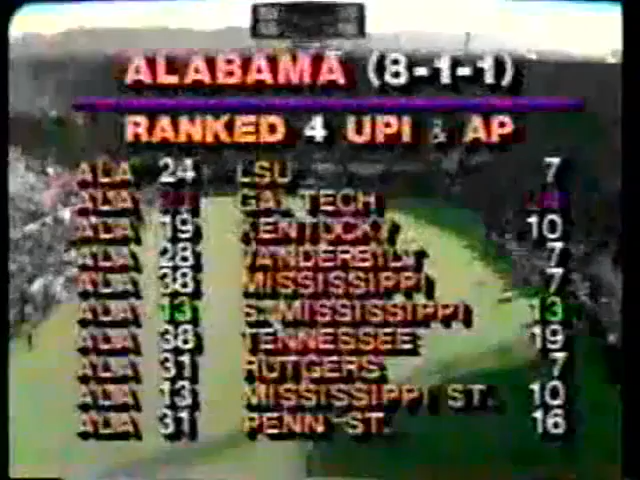 ALABAMA (8-1-1)
RANKED 4 UPI & AP
ALA 24 LSU 7
ALA GA. TECH
ALA 19 KENTUCKY 10
ALA 28 VANDERBILT 7
ALA 38 MISSISSIPPI 7
ALA 13 S. MISSISSIPPI 13
ALA 38 TENNESSEE 19
ALA 31 RUTGERS 7
ALA 13 MISSISSIPPI ST. 10
ALA 31 PENN ST. 16